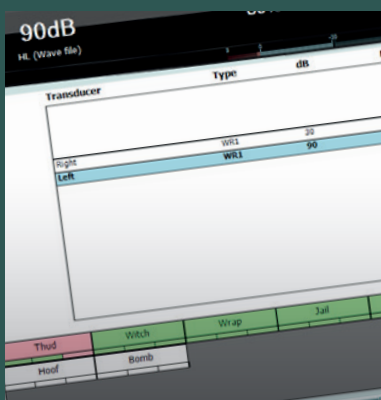 90dB
HL (Wave file)
Transducer Type dB
Right WR1 20
Left WR1 90
Thud Witch Wrap Jail
Hoof Bomb